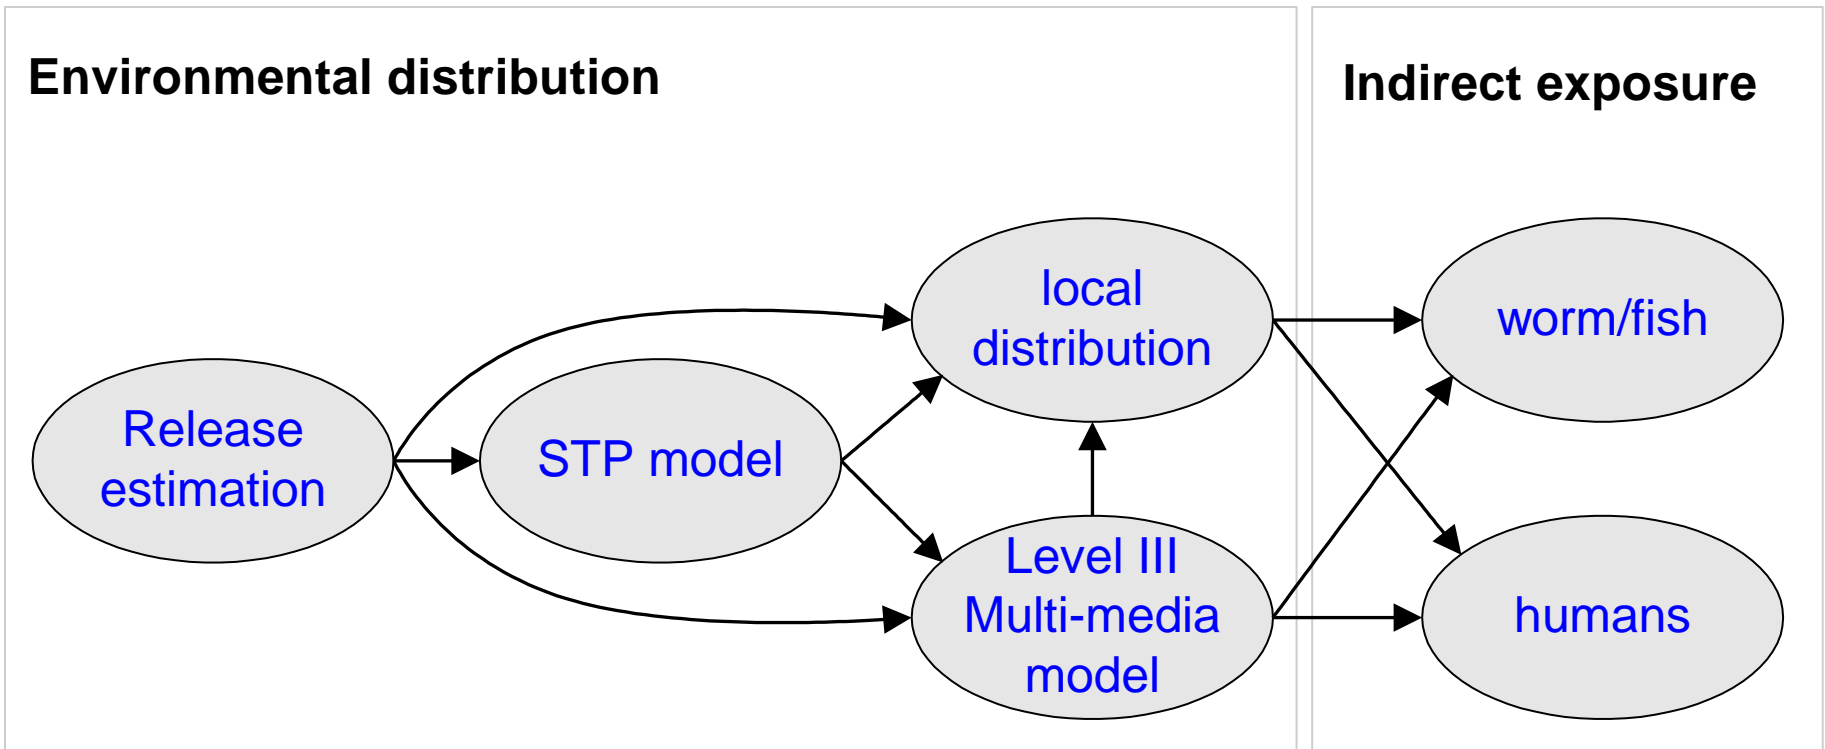 Environmental distribution
Indirect exposure
local
distribution
worm/fish
Release
estimation
STP model
Level III
Multi-media
model
humans